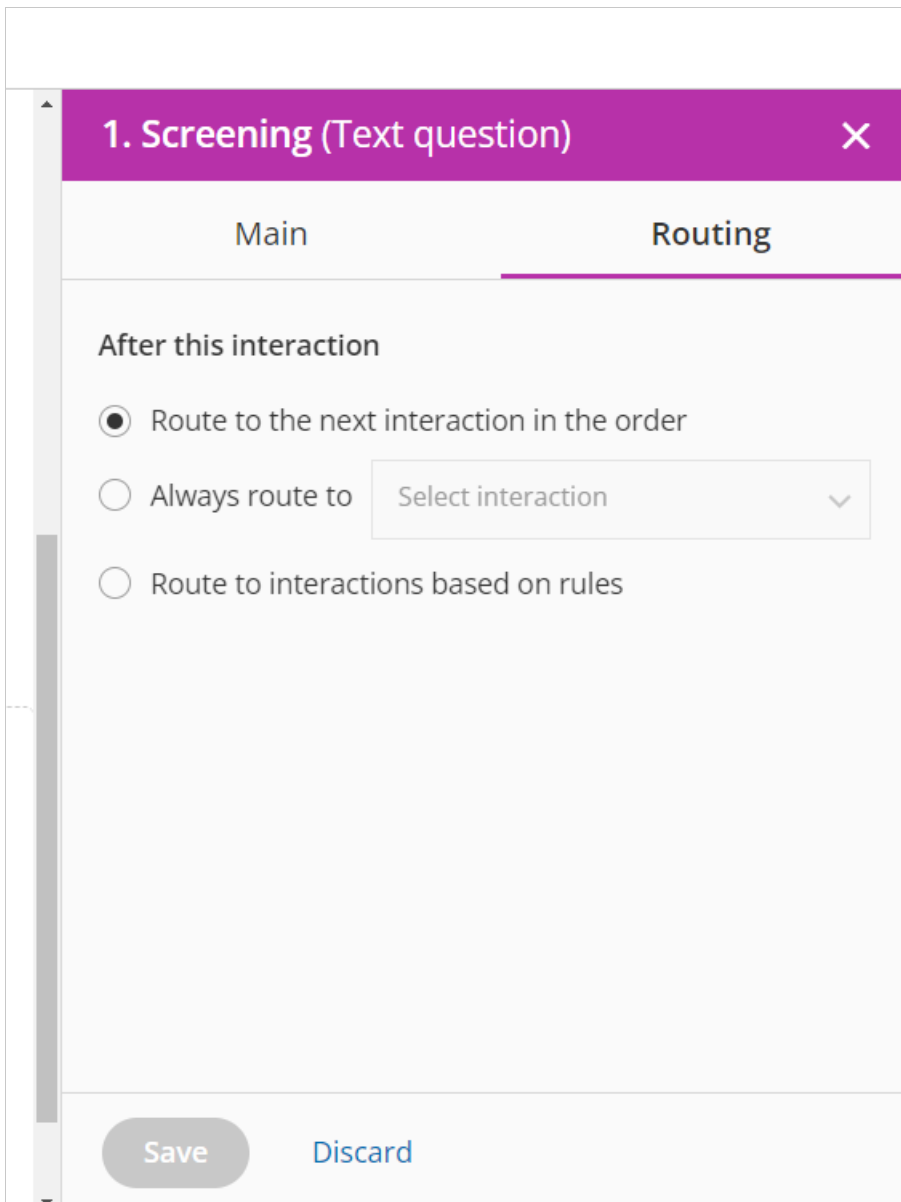 1. Screening (Text question)
Main
Routing
After this interaction
Route to the next interaction in the order
Always route to
Select interaction
Route to interactions based on rules
Save
Discard